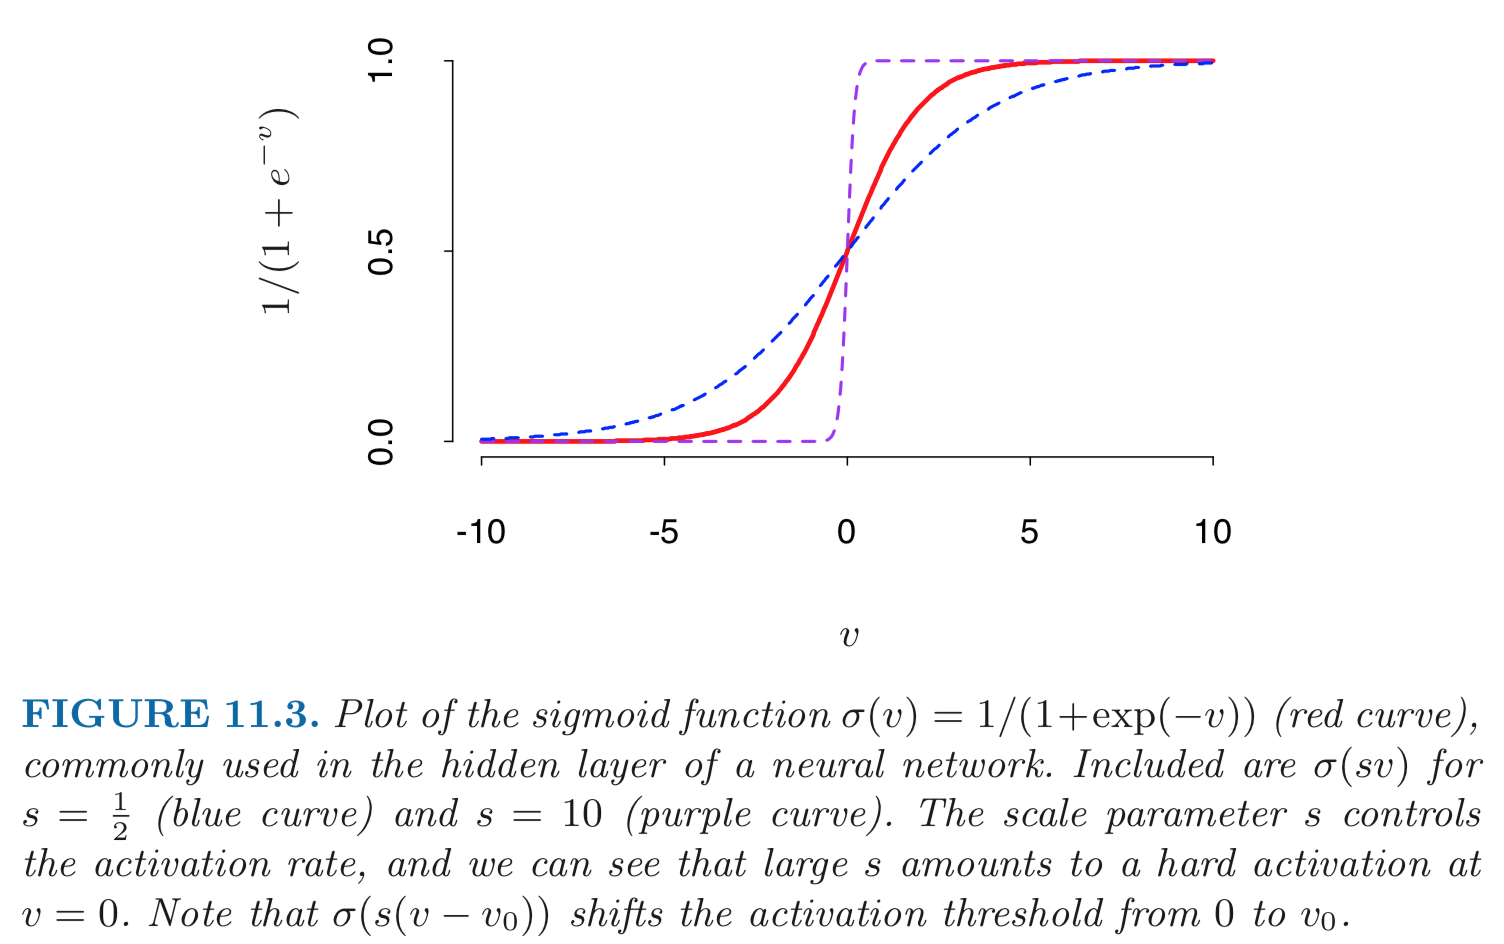 1/(1 + e^{−v})
1.0
0.5
0.0
-10 -5 0 5 10
v
FIGURE 11.3. Plot of the sigmoid function σ(v) = 1/(1+exp(−v)) (red curve),
commonly used in the hidden layer of a neural network. Included are σ(sv) for
s = 1/2 (blue curve) and s = 10 (purple curve). The scale parameter s controls
the activation rate, and we can see that large s amounts to a hard activation at
v = 0. Note that σ(s(v − v₀)) shifts the activation threshold from 0 to v₀.